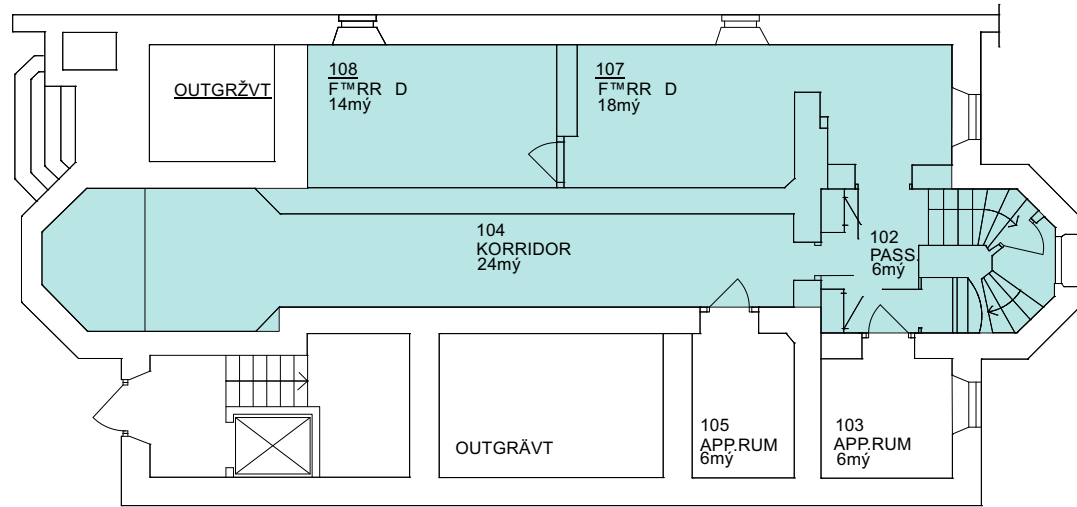 OUTGRŽVT
108
F™RR D
14mý
107
F™RR D
18mý
104
KORRIDOR
24mý
102
PASS.
6mý
OUTGRÄVT
105
APP.RUM
6mý
103
APP.RUM
6mý